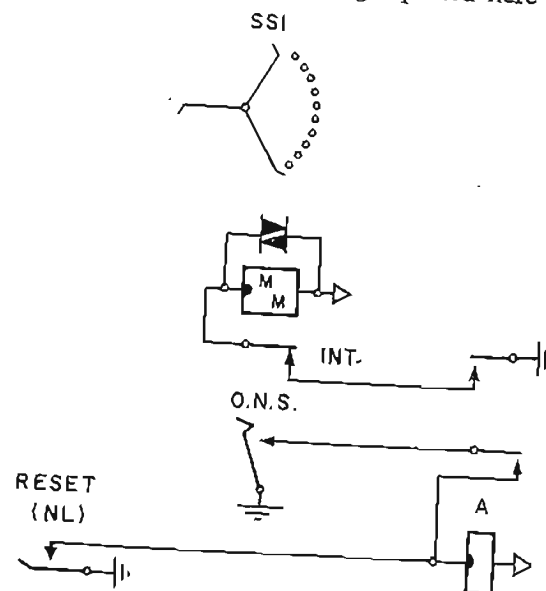 SSI
M
M
INT.
O.N.S.
RESET
(NL)
A